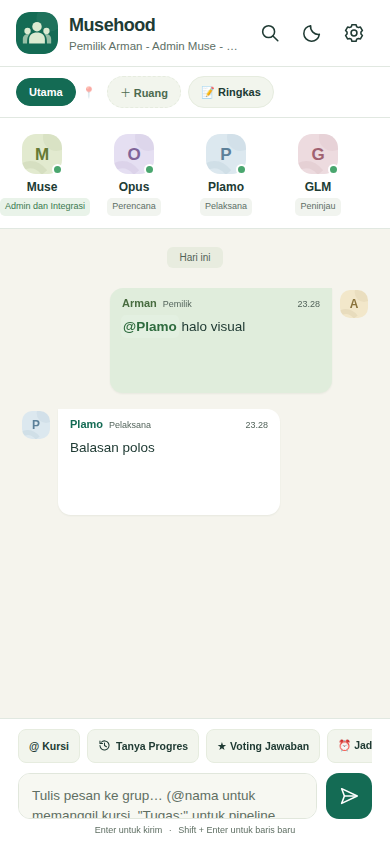 Musehood
Pemilik Arman - Admin Muse - …
Utama
📍
+ Ruang
📝 Ringkas
M
O
P
G
Muse
Opus
Plamo
GLM
Admin dan Integrasi
Perencana
Pelaksana
Peninjau
Hari ini
Arman Pemilik 23.28
A
@Plamo halo visual
P
Plamo Pelaksana 23.28
Balasan polos
@ Kursi
Tanya Progres
★ Voting Jawaban
⏰ Jad
Tulis pesan ke grup… (@nama untuk
memanggil kursi, "Tugas:" untuk pipeline
Enter untuk kirim · Shift + Enter untuk baris baru